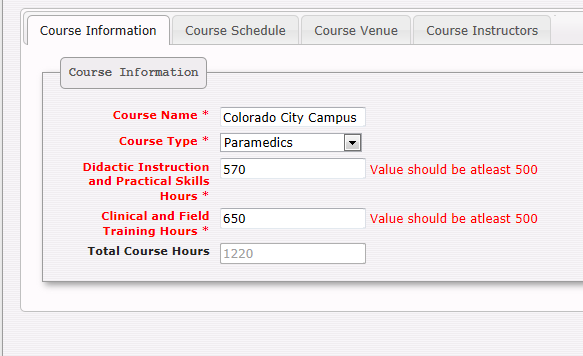 Course Information Course Schedule Course Venue Course Instructors
Course Information
Course Name * Colorado City Campus
Course Type * Paramedics
Didactic Instruction
and Practical Skills
Hours * 570 Value should be atleast 500
Clinical and Field
Training Hours * 650 Value should be atleast 500
Total Course Hours 1220